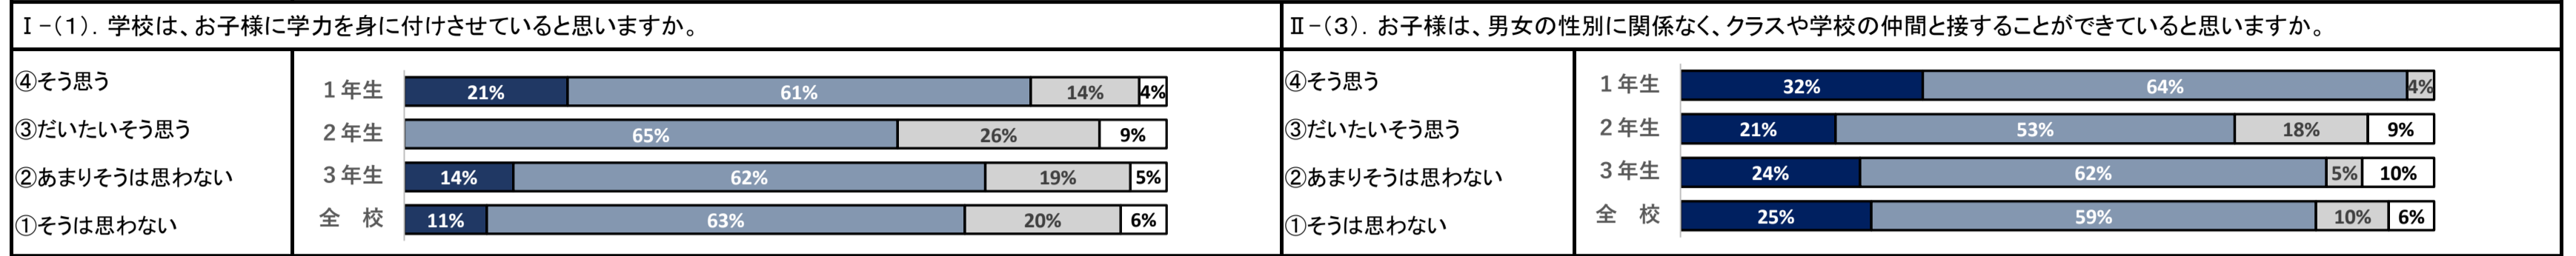 Ⅰ-(1). 学校は、お子様に学力を身に付けさせていると思いますか。
④そう思う
③だいたいそう思う
②あまりそうは思わない
①そうは思わない
1年生 21% 61% 14% 4%
2年生 65% 26% 9%
3年生 14% 62% 19% 5%
全 校 11% 63% 20% 6%
Ⅱ-(3). お子様は、男女の性別に関係なく、クラスや学校の仲間と接することができていると思いますか。
④そう思う
③だいたいそう思う
②あまりそうは思わない
①そうは思わない
1年生 32% 64% 4%
2年生 21% 53% 18% 9%
3年生 24% 62% 5% 10%
全 校 25% 59% 10% 6%